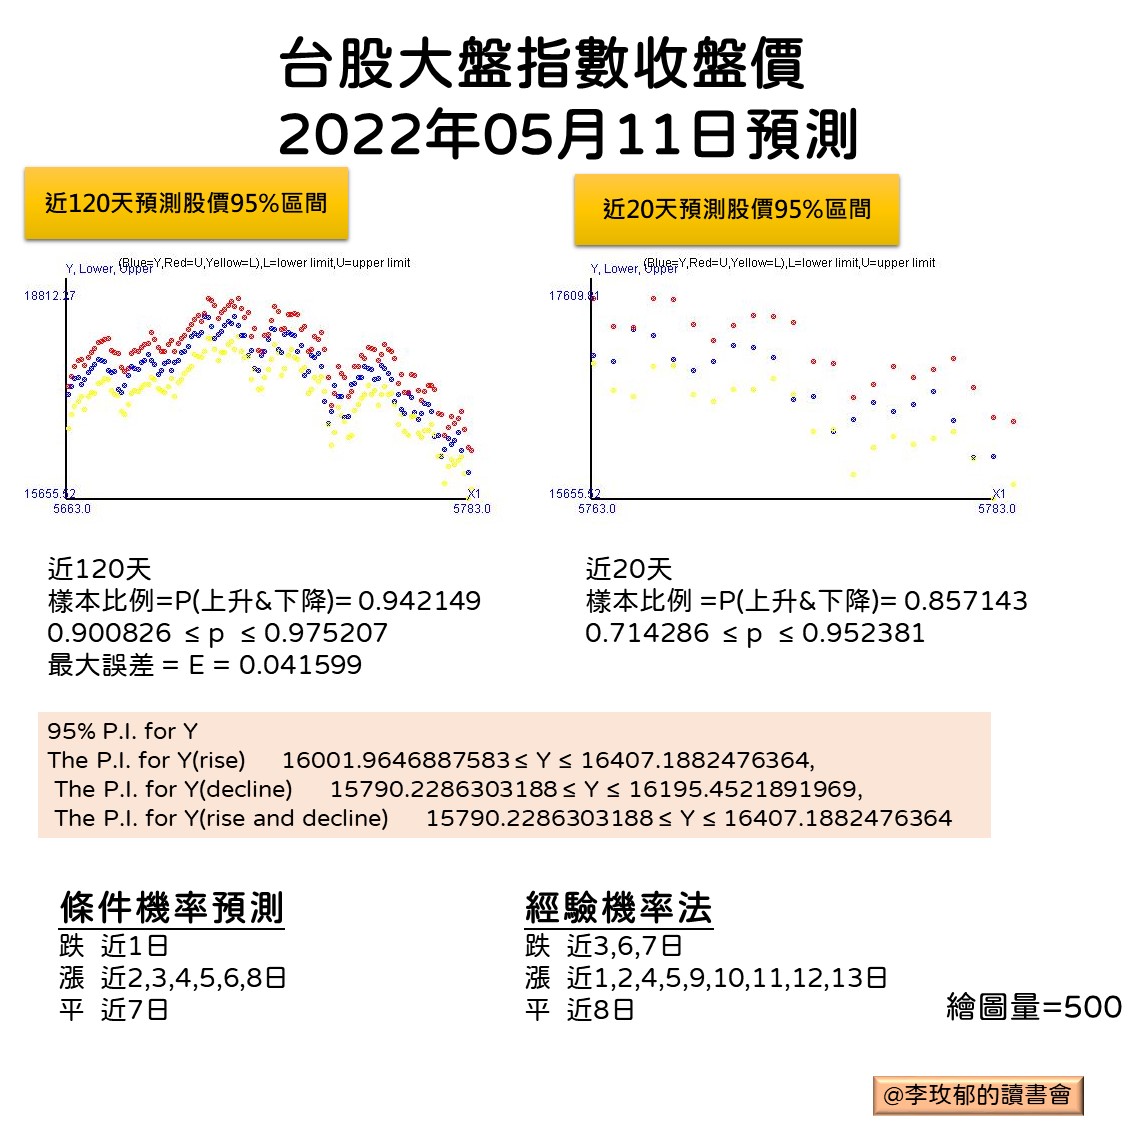 台股大盤指數收盤價
2022年05月11日預測
近120天預測股價95%區間
近20天預測股價95%區間
(Blue=Y,Red=U,Yellow=L),L=lower limit,U=upper limit
Y, Lower, Upper
18812.27
15655.52
X1
5663.0
5783.0
(Blue=Y,Red=U,Yellow=L),L=lower limit,U=upper limit
Y, Lower, Upper
17609.81
15655.52
X1
5763.0
5783.0
近120天
樣本比例=P(上升&下降)= 0.942149
0.900826 ≤ p ≤ 0.975207
最大誤差 = E = 0.041599
近20天
樣本比例 =P(上升&下降)= 0.857143
0.714286 ≤ p ≤ 0.952381
95% P.I. for Y
The P.I. for Y(rise) 16001.9646887583 ≤ Y ≤ 16407.1882476364,
The P.I. for Y(decline) 15790.2286303188 ≤ Y ≤ 16195.4521891969,
The P.I. for Y(rise and decline) 15790.2286303188 ≤ Y ≤ 16407.1882476364
條件機率預測
跌 近1日
漲 近2,3,4,5,6,8日
平 近7日
經驗機率法
跌 近3,6,7日
漲 近1,2,4,5,9,10,11,12,13日
平 近8日
繪圖量=500
@李玫郁的讀書會